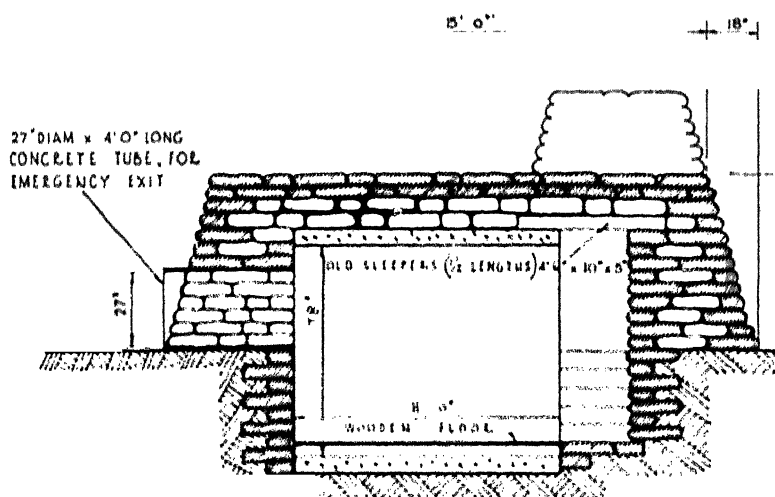 15' 0"
18"
27"DIAM x 4'0" LONG
CONCRETE TUBE, FOR
EMERGENCY EXIT
OLD SLEEPERS (½ LENGTHS) 4'6" x 10" x 5"
27"
WOODEN FLOOR